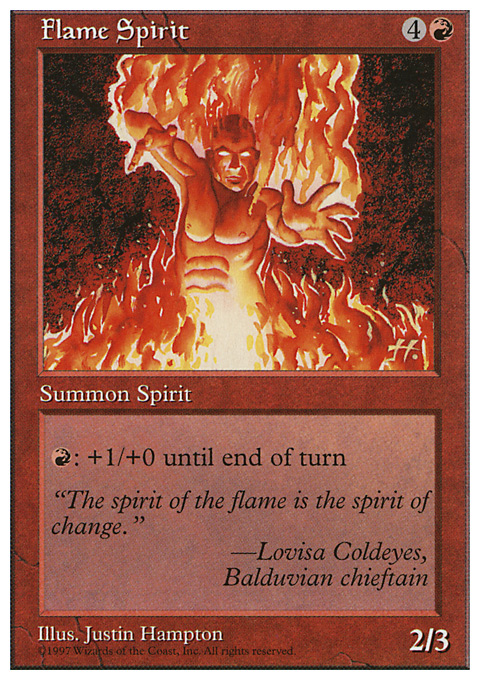 Flame Spirit 4
H.
Summon Spirit
: +1/+0 until end of turn
“The spirit of the flame is the spirit of
change.”
—Lovisa Coldeyes,
Balduvian chieftain
Illus. Justin Hampton
©1997 Wizards of the Coast, Inc. All rights reserved.
2/3